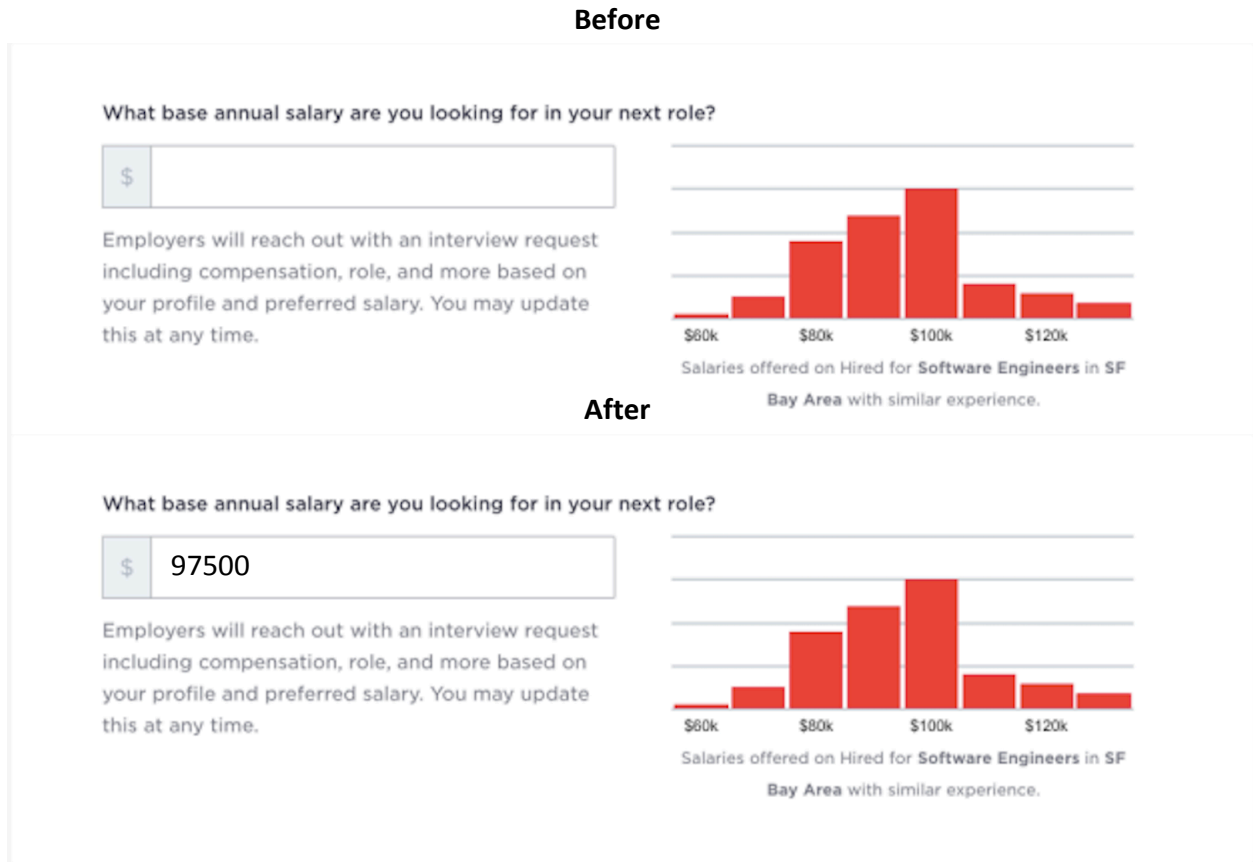 Before
What base annual salary are you looking for in your next role?
$
Employers will reach out with an interview request
including compensation, role, and more based on
your profile and preferred salary. You may update
this at any time.
$60k $80k $100k $120k
Salaries offered on Hired for Software Engineers in SF
Bay Area with similar experience.
After
What base annual salary are you looking for in your next role?
$ 97500
Employers will reach out with an interview request
including compensation, role, and more based on
your profile and preferred salary. You may update
this at any time.
$60k $80k $100k $120k
Salaries offered on Hired for Software Engineers in SF
Bay Area with similar experience.